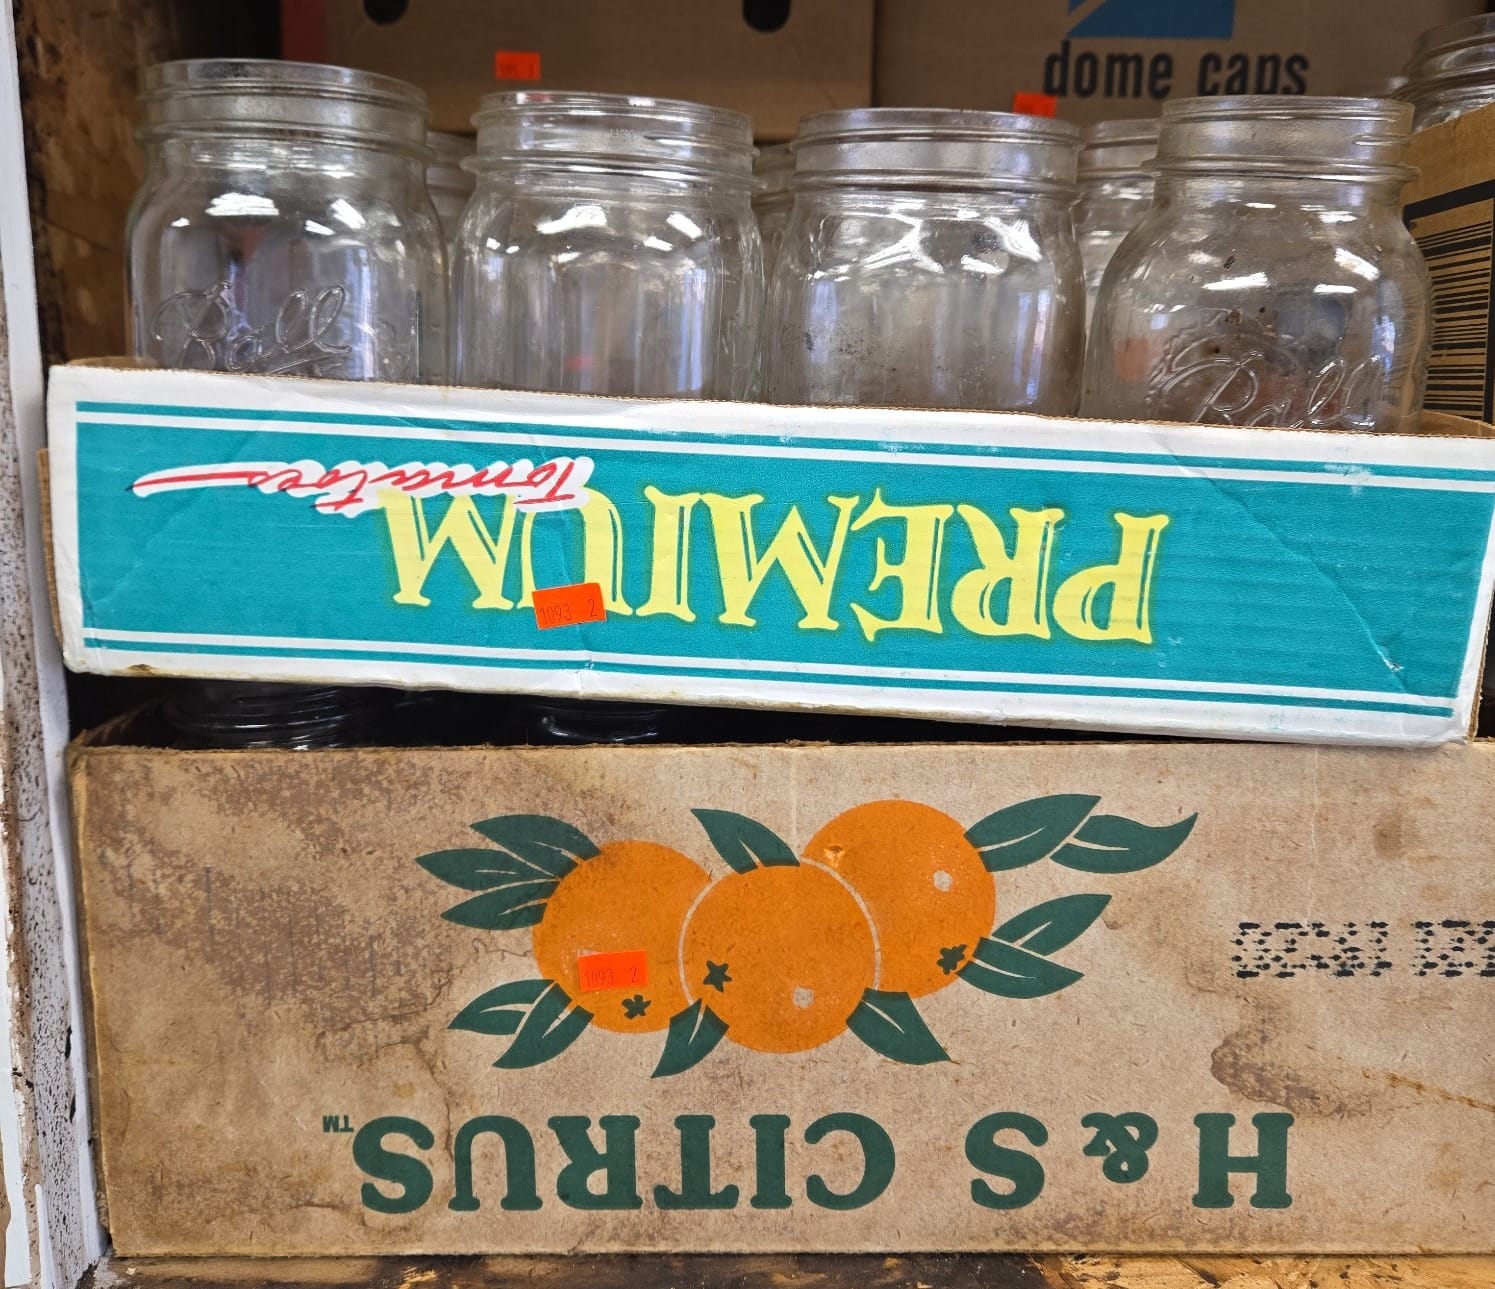 dome caps
Ball
Ball
Tomatoes
PREMIUM
1093 2
1093 2
H&S CITRUS™